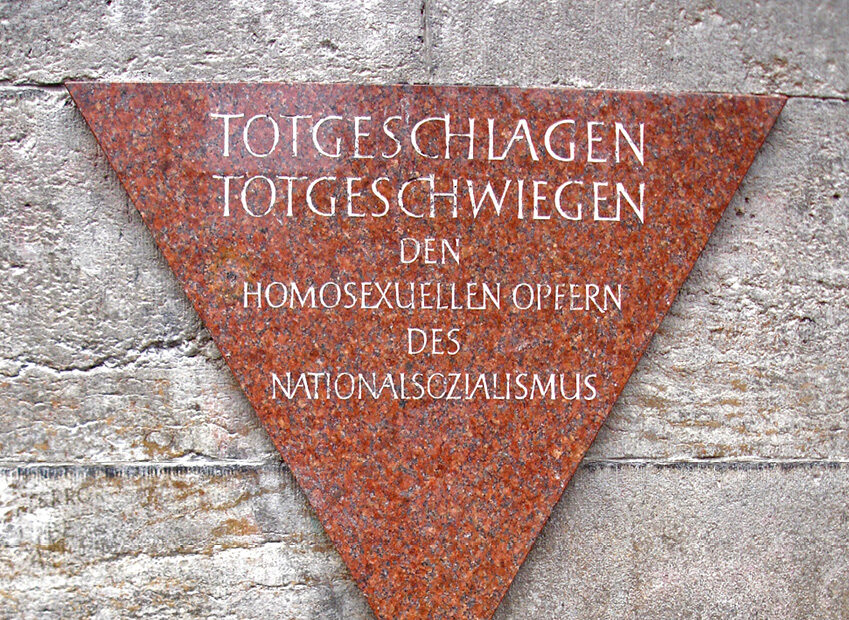 TOTGESCHLAGEN
TOTGESCHWIEGEN
DEN
HOMOSEXUELLEN OPFERN
DES
NATIONALSOZIALISMUS